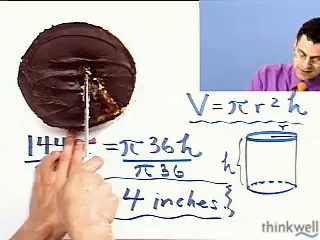 V = πr²h
144 = π36h
π36
4 inches
r
h
thinkwell